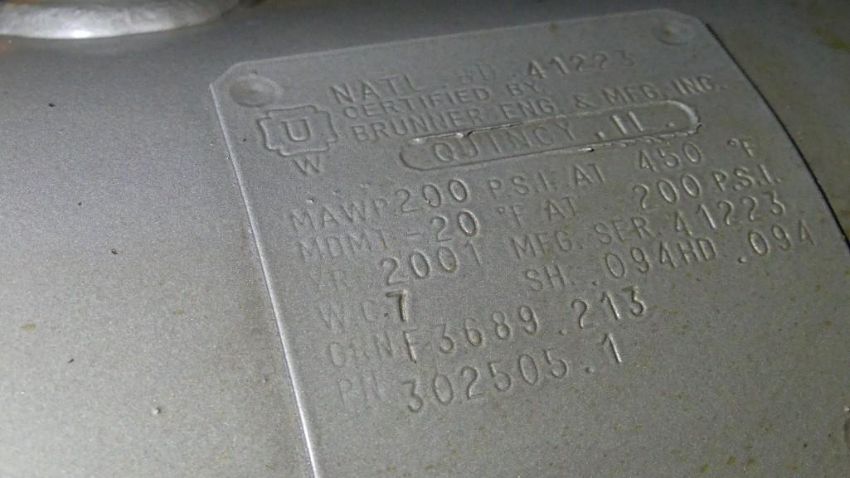 NATL BD. 41223
CERTIFIED BY:
BRUNNER ENG. & MFG. INC.
U
W
QUINCY .IL.
MAWP 200 P.S.I. AT 450 °F
MDMT -20 °F AT 200 P.S.I.
YR. 2001 MFG. SER. 41223
W.C. 7 SH. .094 HD .094
CRN F3689.213
PN 302505.1